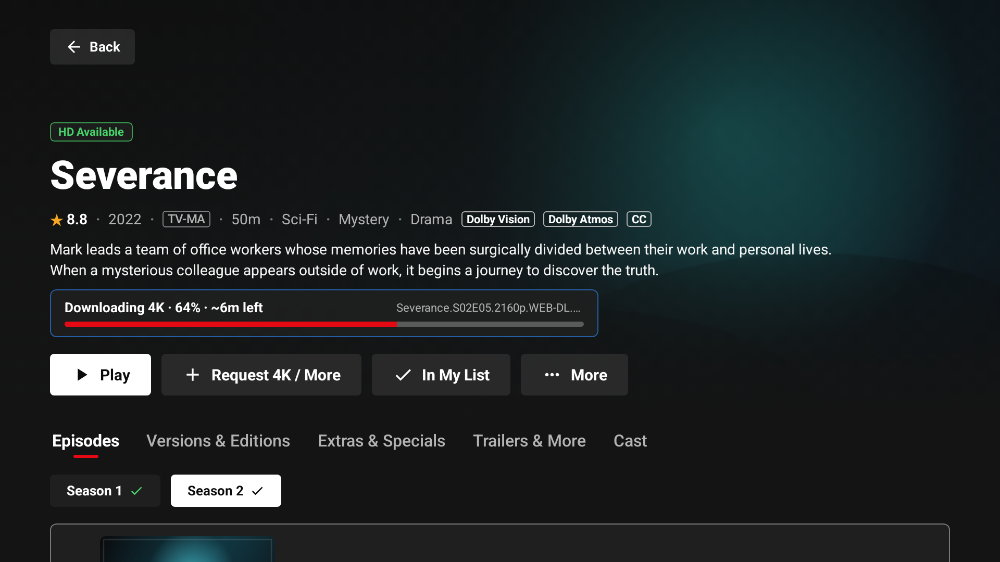 Back
HD Available
Severance
8.8 · 2022 · TV-MA · 50m · Sci-Fi · Mystery · Drama Dolby Vision Dolby Atmos CC
Mark leads a team of office workers whose memories have been surgically divided between their work and personal lives.
When a mysterious colleague appears outside of work, it begins a journey to discover the truth.
Downloading 4K · 64% · ~6m left Severance.S02E05.2160p.WEB-DL....
Play Request 4K / More In My List More
Episodes Versions & Editions Extras & Specials Trailers & More Cast
Season 1 Season 2